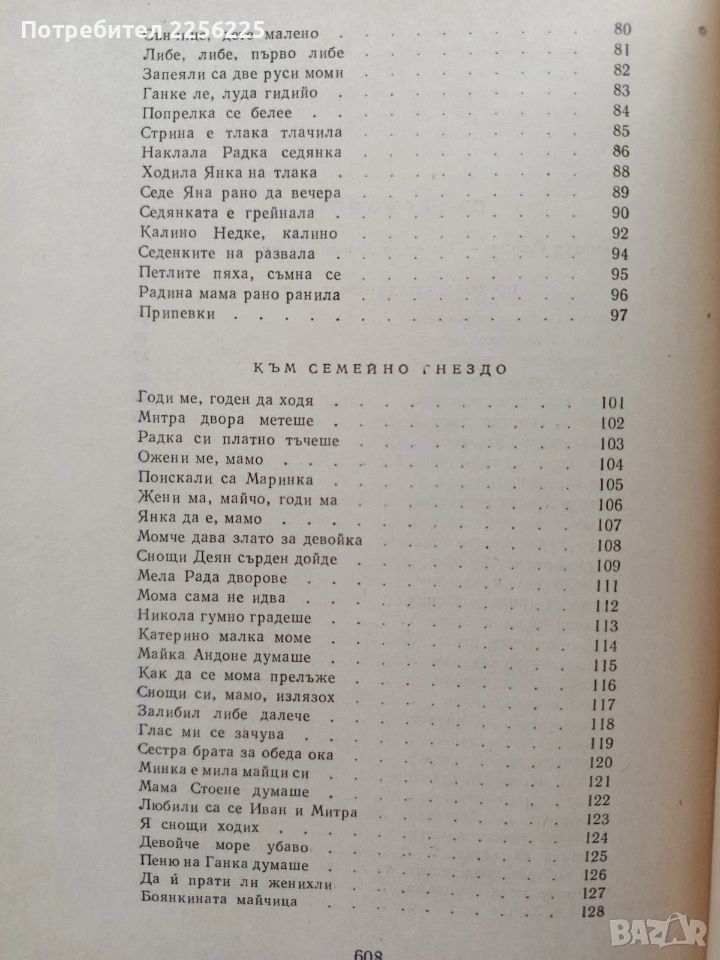 Потребител 2256225
дете малено 80
Либе, либе, първо либе 81
Запеяли са две руси моми 82
Ганке ле, луда гидийо 83
Попрелка се белее 84
Стрина е тлака тлачила 85
Наклала Радка седянка 86
Ходила Янка на тлака 88
Седе Яна рано да вечера 89
Седянката е грейнала 90
Калино Недке, калино 92
Седенките на развала 94
Петлите пяха, съмна се 95
Радина мама рано ранила 96
Припевки 97
КЪМ СЕМЕЙНО ГНЕЗДО
Годи ме, годен да ходя 101
Митра двора метеше 102
Радка си платно тъчеше 103
Ожени ме, мамо 104
Поискали са Маринка 105
Жени ма, майчо, годи ма 106
Янка да е, мамо 107
Момче дава злато за девойка 108
Снощи Деян сърден дойде 109
Мела Рада дворове 111
Мома сама не идва 112
Никола гумно градеше 113
Катерино малка моме 114
Майка Андоне думаше 115
Как да се мома прелъже 116
Снощи си, мамо, излязох 117
Залибил либе далече 118
Глас ми се зачува 119
Сестра брата за обеда ока 120
Минка е мила майци си 121
Мама Стоене думаше 122
Любили са се Иван и Митра 123
Я снощи ходих 124
Девойче море убаво 125
Пеню на Ганка думаше 126
Да ѝ прати ли женихли 127
Боянкината майчица 128
608
BAZAR